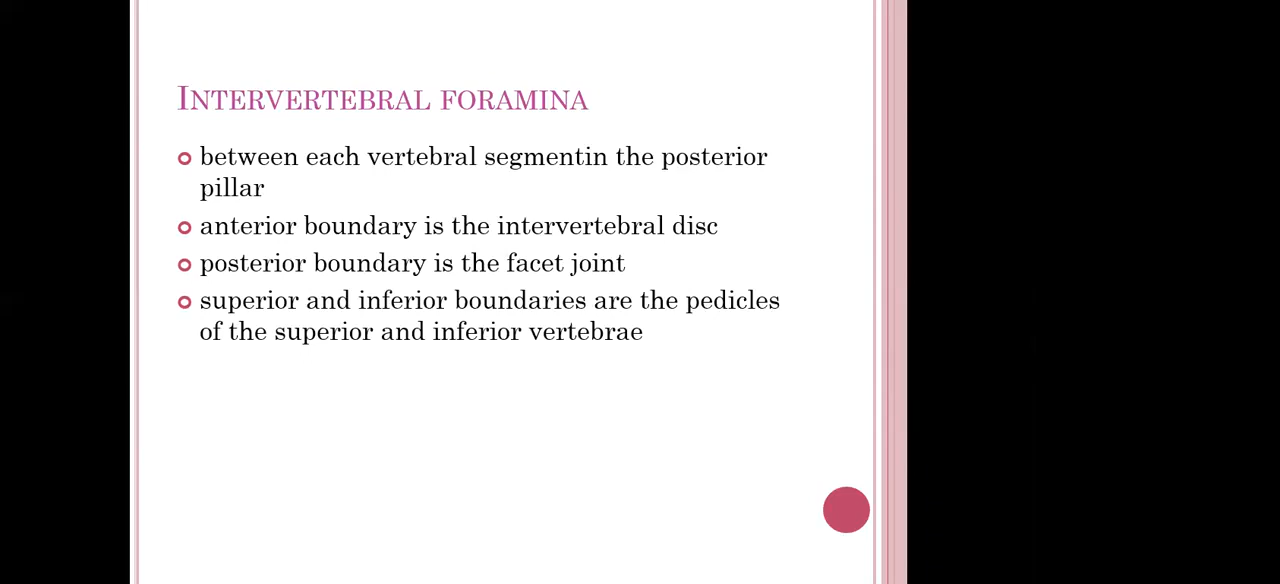 INTERVERTEBRAL FORAMINA
between each vertebral segmentin the posterior
pillar
anterior boundary is the intervertebral disc
posterior boundary is the facet joint
superior and inferior boundaries are the pedicles
of the superior and inferior vertebrae